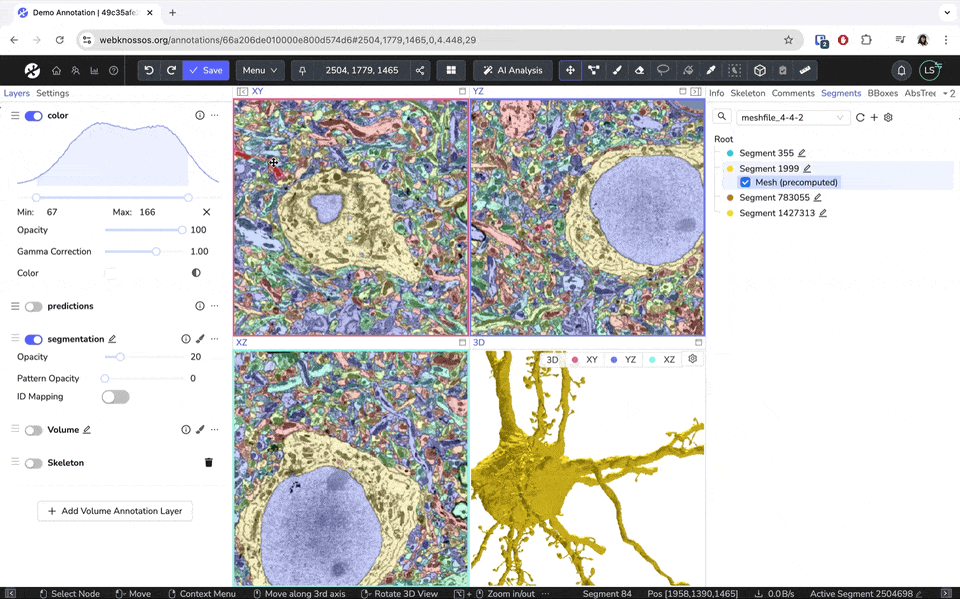 Demo Annotation | 49c35afe
webknossos.org/annotations/66a206de010000e800d574d6#2504,1779,1465,0,4.448,29
2
Save
Menu
2504, 1779, 1465
AI Analysis
LS
Layers Settings
XY
YZ
Info Skeleton Comments Segments BBoxes AbsTree 2
color
meshfile_4-4-2
Root
Segment 355
Segment 1999
Mesh (precomputed)
Segment 783055
Segment 1427313
Min: 67 Max: 166
Opacity 100
Gamma Correction 1.00
Color
predictions
segmentation
Opacity 20
Pattern Opacity 0
ID Mapping
Volume
Skeleton
Add Volume Annotation Layer
XZ
3D
3D XY YZ XZ
Select Node Move Context Menu Move along 3rd axis Rotate 3D View + Zoom in/out Segment 84 Pos [1958,1390,1465] 0.0 B/s Active Segment 2504698